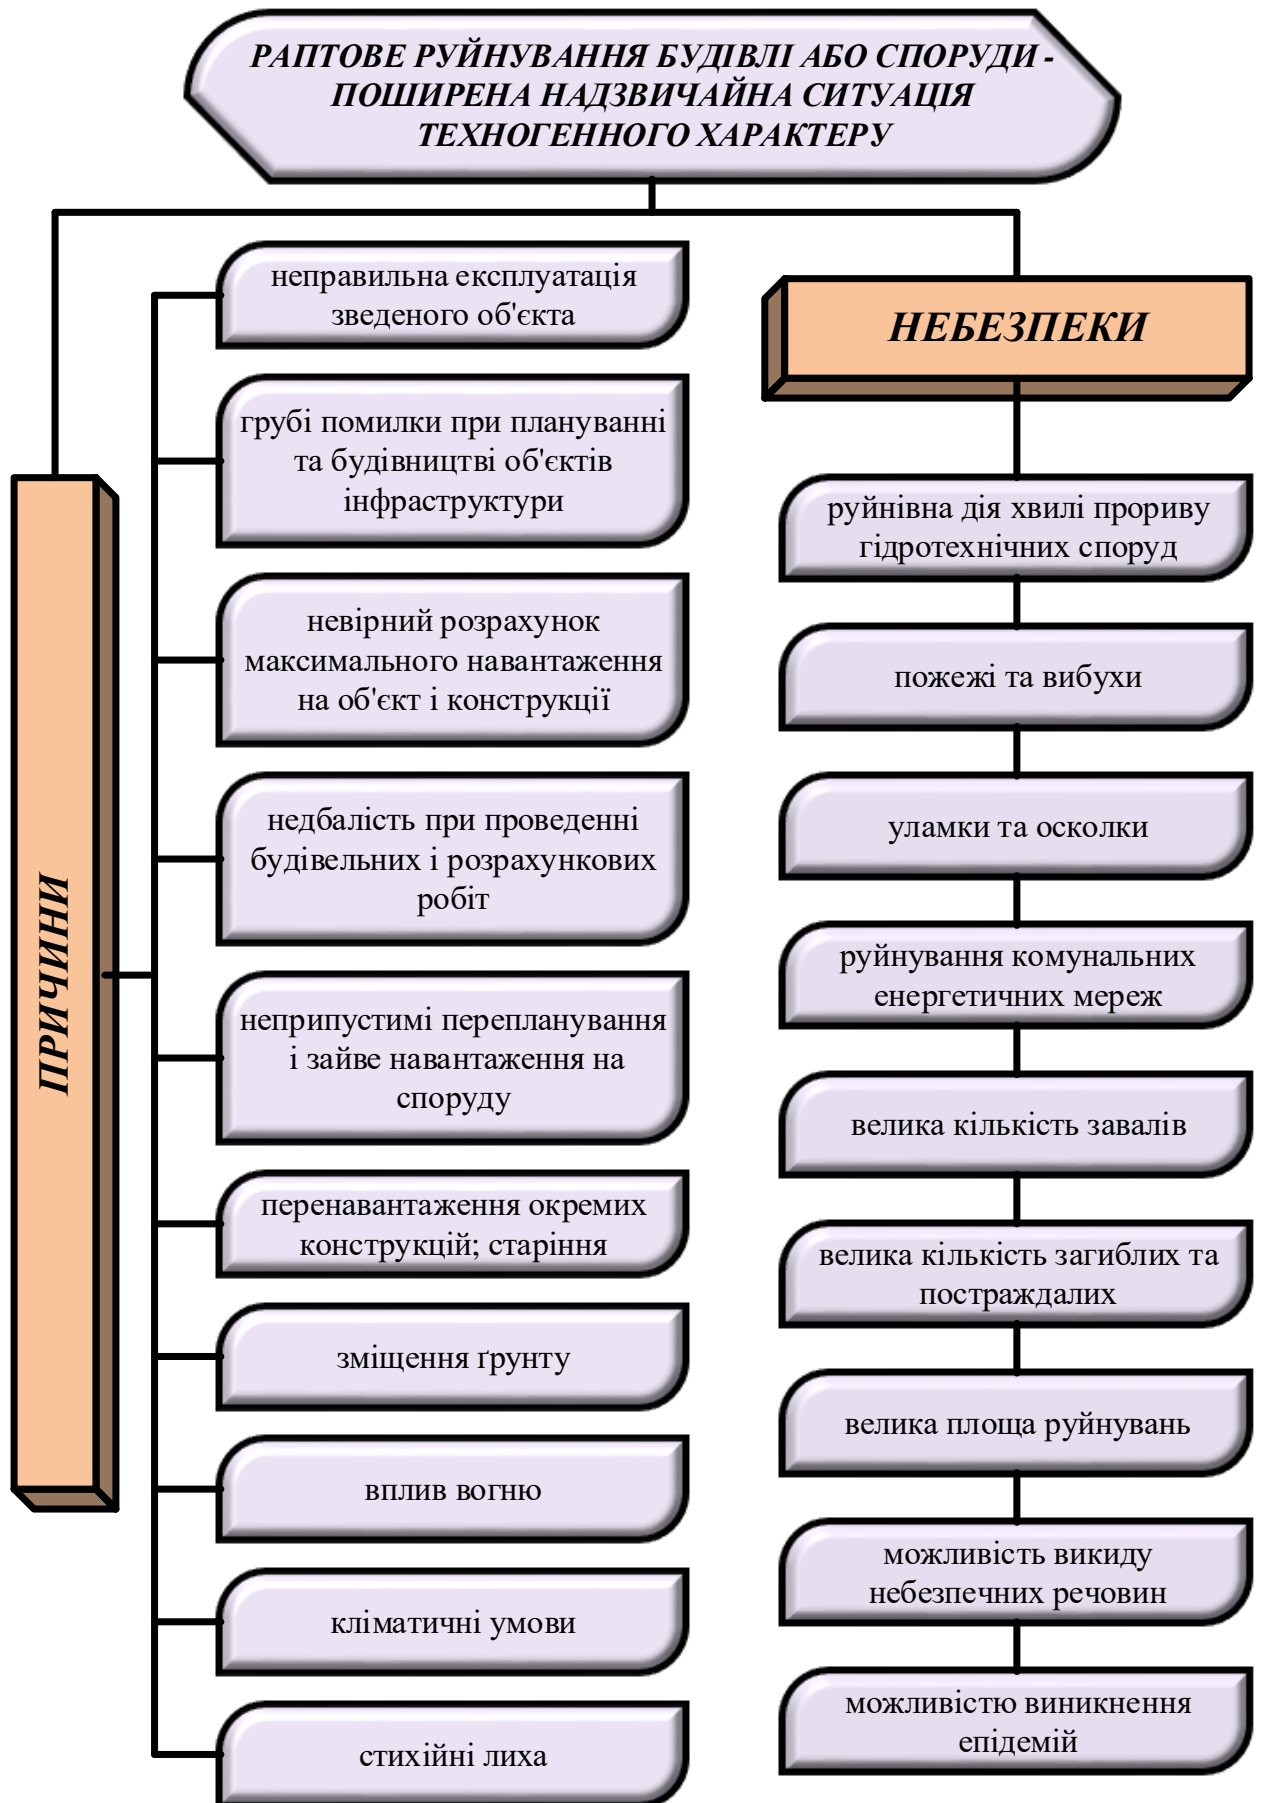 РАПТОВЕ РУЙНУВАННЯ БУДІВЛІ АБО СПОРУДИ -
ПОШИРЕНА НАДЗВИЧАЙНА СИТУАЦІЯ
ТЕХНОГЕННОГО ХАРАКТЕРУ
ПРИЧИНИ
неправильна експлуатація
зведеного об'єкта
грубі помилки при плануванні
та будівництві об'єктів
інфраструктури
невірний розрахунок
максимального навантаження
на об'єкт і конструкції
недбалість при проведенні
будівельних і розрахункових
робіт
неприпустимі перепланування
і зайве навантаження на
споруду
перенавантаження окремих
конструкцій; старіння
зміщення ґрунту
вплив вогню
кліматичні умови
стихійні лиха
НЕБЕЗПЕКИ
руйнівна дія хвилі прориву
гідротехнічних споруд
пожежі та вибухи
уламки та осколки
руйнування комунальних
енергетичних мереж
велика кількість завалів
велика кількість загиблих та
постраждалих
велика площа руйнувань
можливість викиду
небезпечних речовин
можливістю виникнення
епідемій